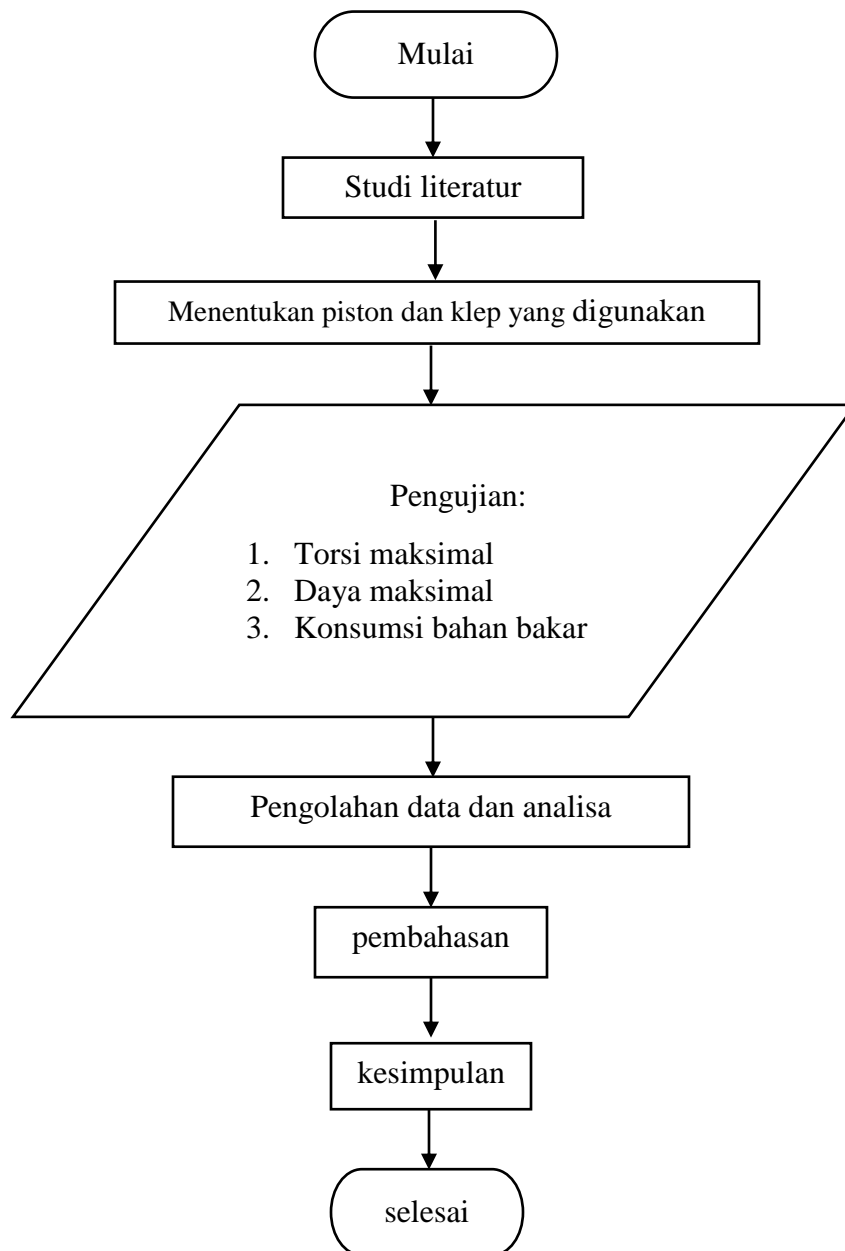 Mulai
Studi literatur
Menentukan piston dan klep yang digunakan
Pengujian:
1. Torsi maksimal
2. Daya maksimal
3. Konsumsi bahan bakar
Pengolahan data dan analisa
pembahasan
kesimpulan
selesai